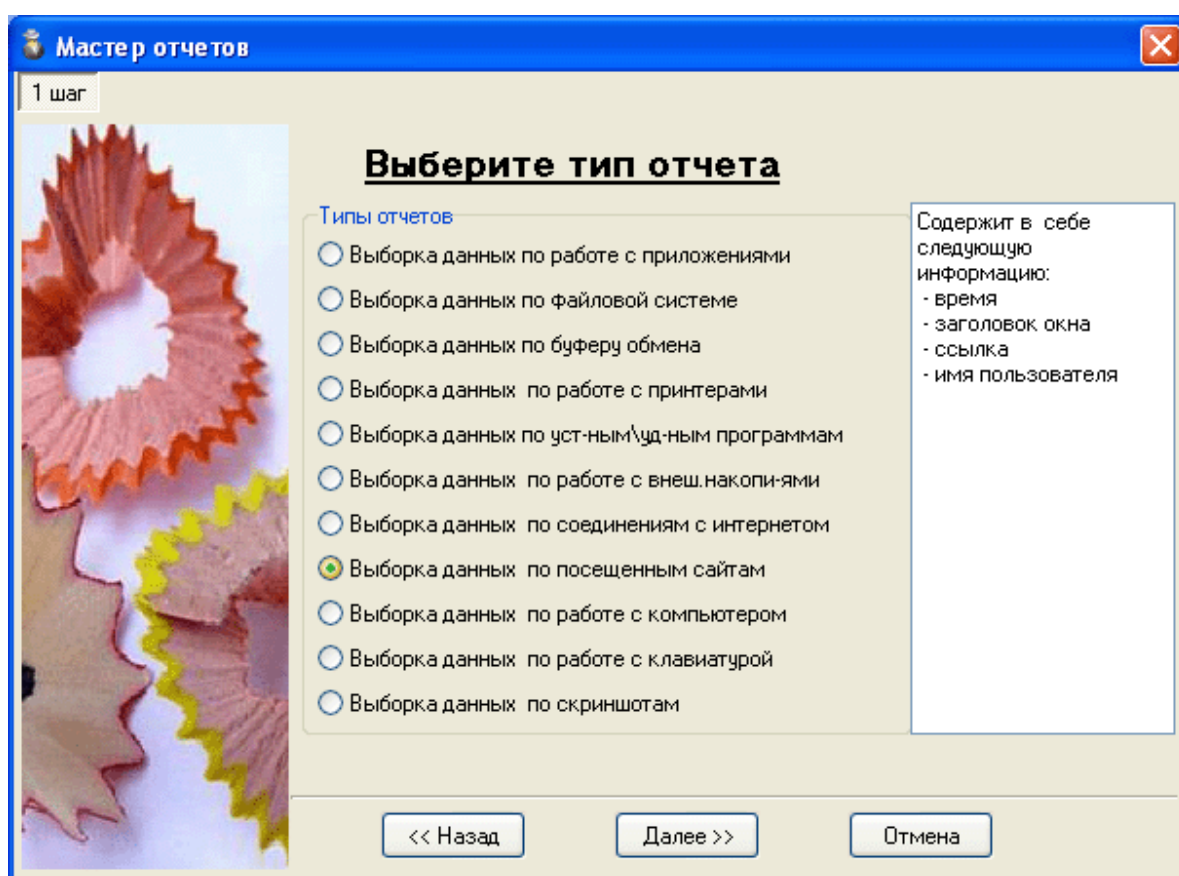 Мастер отчетов
1 шаг
Выберите тип отчета
Типы отчетов
Выборка данных по работе с приложениями
Выборка данных по файловой системе
Выборка данных по буферу обмена
Выборка данных по работе с принтерами
Выборка данных по уст-ным\уд-ным программам
Выборка данных по работе с внеш.накопи-ями
Выборка данных по соединениям с интернетом
Выборка данных по посещенным сайтам
Выборка данных по работе с компьютером
Выборка данных по работе с клавиатурой
Выборка данных по скриншотам
Содержит в себе
следующую
информацию:
- время
- заголовок окна
- ссылка
- имя пользователя
<< Назад
Далее >>
Отмена